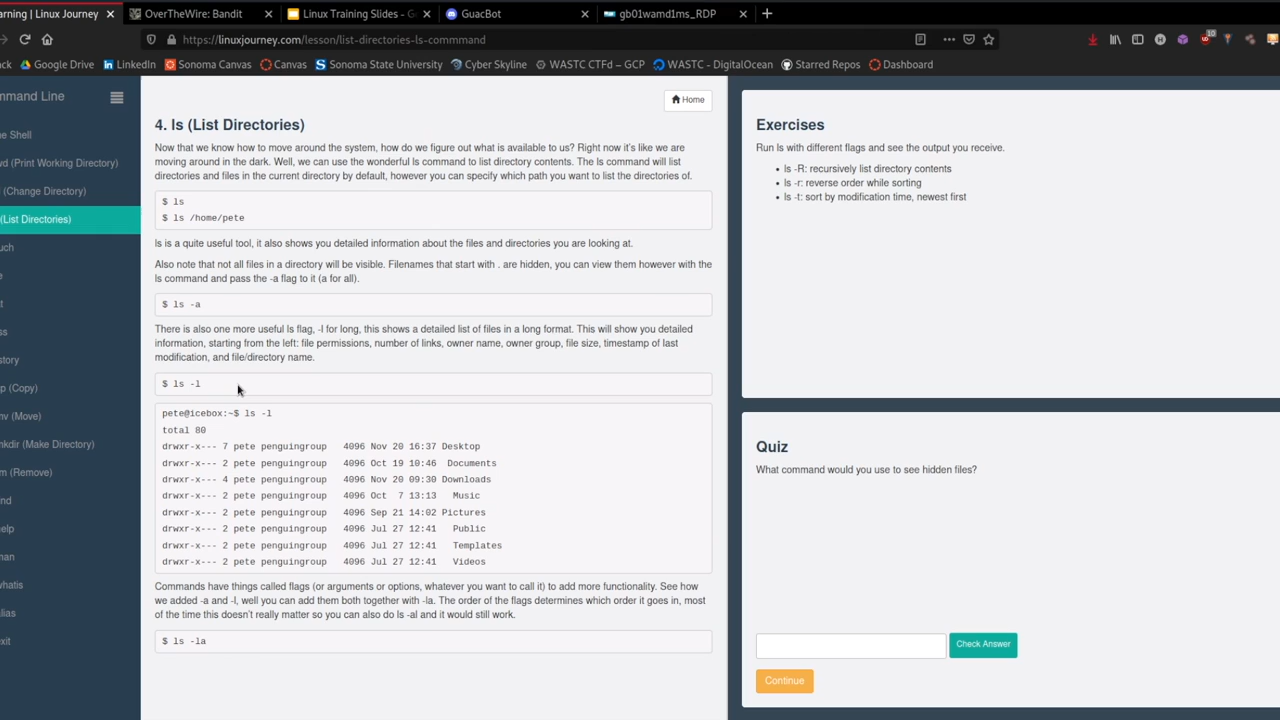 arning | Linux Journey
OverTheWire: Bandit
Linux Training Slides - G
GuacBot
gb01wamd1ms_RDP
https://linuxjourney.com/lesson/list-directories-ls-commmand
10
ack
Google Drive
LinkedIn
Sonoma Canvas
Canvas
Sonoma State University
Cyber Skyline
WASTC CTFd – GCP
WASTC - DigitalOcean
Starred Repos
Dashboard
mmand Line
e Shell
wd (Print Working Directory)
(Change Directory)
(List Directories)
uch
e
t
ss
story
p (Copy)
mv (Move)
nkdir (Make Directory)
m (Remove)
nd
elp
nan
whatis
lias
xit
Home
4. ls (List Directories)
Now that we know how to move around the system, how do we figure out what is available to us? Right now it's like we are
moving around in the dark. Well, we can use the wonderful ls command to list directory contents. The ls command will list
directories and files in the current directory by default, however you can specify which path you want to list the directories of.
$ ls
$ ls /home/pete
ls is a quite useful tool, it also shows you detailed information about the files and directories you are looking at.
Also note that not all files in a directory will be visible. Filenames that start with . are hidden, you can view them however with the
ls command and pass the -a flag to it (a for all).
$ ls -a
There is also one more useful ls flag, -l for long, this shows a detailed list of files in a long format. This will show you detailed
information, starting from the left: file permissions, number of links, owner name, owner group, file size, timestamp of last
modification, and file/directory name.
$ ls -l
pete@icebox:~$ ls -l
total 80
drwxr-x--- 7 pete penguingroup   4096 Nov 20 16:37 Desktop
drwxr-x--- 2 pete penguingroup   4096 Oct 19 10:46  Documents
drwxr-x--- 4 pete penguingroup   4096 Nov 20 09:30 Downloads
drwxr-x--- 2 pete penguingroup   4096 Oct  7 13:13   Music
drwxr-x--- 2 pete penguingroup   4096 Sep 21 14:02 Pictures
drwxr-x--- 2 pete penguingroup   4096 Jul 27 12:41   Public
drwxr-x--- 2 pete penguingroup   4096 Jul 27 12:41   Templates
drwxr-x--- 2 pete penguingroup   4096 Jul 27 12:41   Videos
Commands have things called flags (or arguments or options, whatever you want to call it) to add more functionality. See how
we added -a and -l, well you can add them both together with -la. The order of the flags determines which order it goes in, most
of the time this doesn't really matter so you can also do ls -al and it would still work.
$ ls -la
Exercises
Run ls with different flags and see the output you receive.
ls -R: recursively list directory contents
ls -r: reverse order while sorting
ls -t: sort by modification time, newest first
Quiz
What command would you use to see hidden files?
Check Answer
Continue